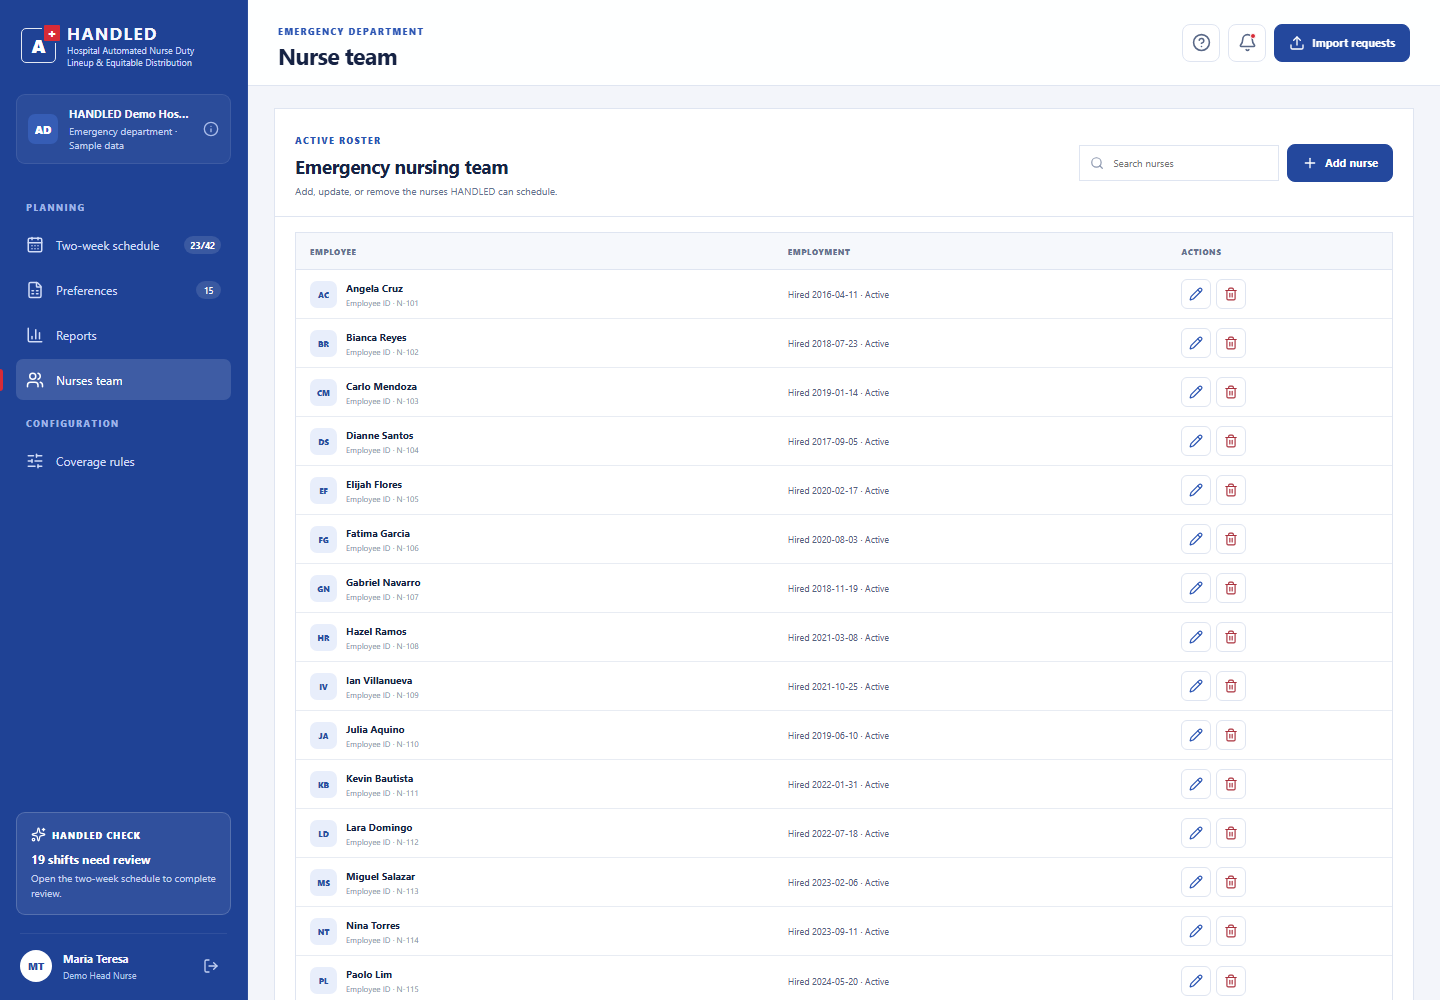 A
HANDLED
Hospital Automated Nurse Duty
Lineup & Equitable Distribution
AD
HANDLED Demo Hos...
Emergency department ·
Sample data
PLANNING
Two-week schedule 23/42
Preferences 15
Reports
Nurses team
CONFIGURATION
Coverage rules
HANDLED CHECK
19 shifts need review
Open the two-week schedule to complete
review.
MT
Maria Teresa
Demo Head Nurse
EMERGENCY DEPARTMENT
Nurse team
Import requests
ACTIVE ROSTER
Emergency nursing team
Add, update, or remove the nurses HANDLED can schedule.
Search nurses
Add nurse
EMPLOYEE EMPLOYMENT ACTIONS
AC Angela Cruz Hired 2016-04-11 · Active
Employee ID · N-101
BR Bianca Reyes Hired 2018-07-23 · Active
Employee ID · N-102
CM Carlo Mendoza Hired 2019-01-14 · Active
Employee ID · N-103
DS Dianne Santos Hired 2017-09-05 · Active
Employee ID · N-104
EF Elijah Flores Hired 2020-02-17 · Active
Employee ID · N-105
FG Fatima Garcia Hired 2020-08-03 · Active
Employee ID · N-106
GN Gabriel Navarro Hired 2018-11-19 · Active
Employee ID · N-107
HR Hazel Ramos Hired 2021-03-08 · Active
Employee ID · N-108
IV Ian Villanueva Hired 2021-10-25 · Active
Employee ID · N-109
JA Julia Aquino Hired 2019-06-10 · Active
Employee ID · N-110
KB Kevin Bautista Hired 2022-01-31 · Active
Employee ID · N-111
LD Lara Domingo Hired 2022-07-18 · Active
Employee ID · N-112
MS Miguel Salazar Hired 2023-02-06 · Active
Employee ID · N-113
NT Nina Torres Hired 2023-09-11 · Active
Employee ID · N-114
PL Paolo Lim Hired 2024-05-20 · Active
Employee ID · N-115